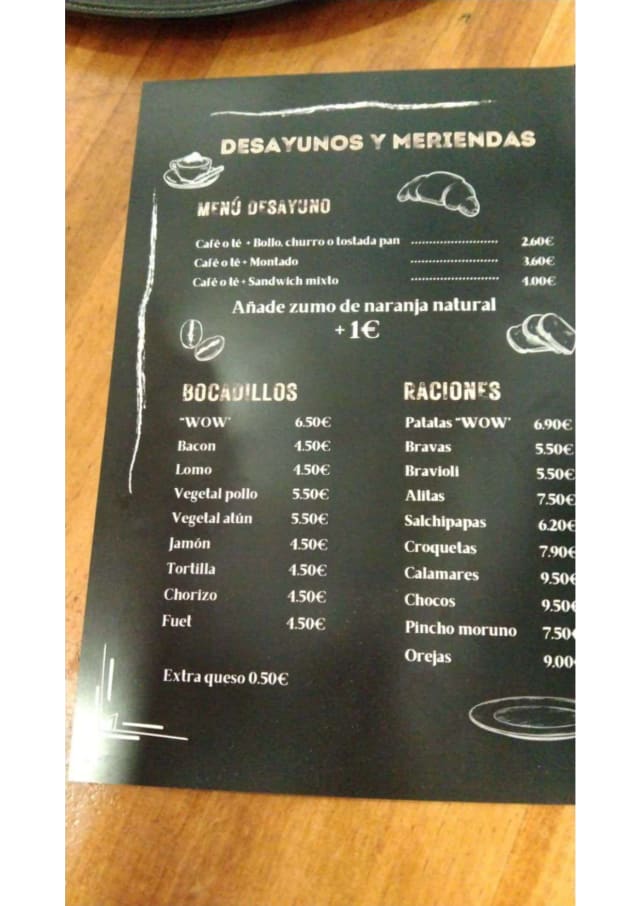 DESAYUNOS Y MERIENDAS
MENÚ DESAYUNO
Café o té + Bollo, churro o tostada pan ........................ 2.60€
Café o té + Montado ........................ 3.60€
Café o té + Sandwich mixto ........................ 4.00€
Añade zumo de naranja natural
+ 1€
BOCADILLOS
"WOW" 6.50€
Bacon 4.50€
Lomo 4.50€
Vegetal pollo 5.50€
Vegetal atún 5.50€
Jamón 4.50€
Tortilla 4.50€
Chorizo 4.50€
Fuet 4.50€
Extra queso 0.50€
RACIONES
Patatas "WOW" 6.90€
Bravas 5.50€
Bravioli 5.50€
Alitas 7.50€
Salchipapas 6.20€
Croquetas 7.90€
Calamares 9.50€
Chocos 9.50€
Pincho moruno 7.50€
Orejas 9.00€